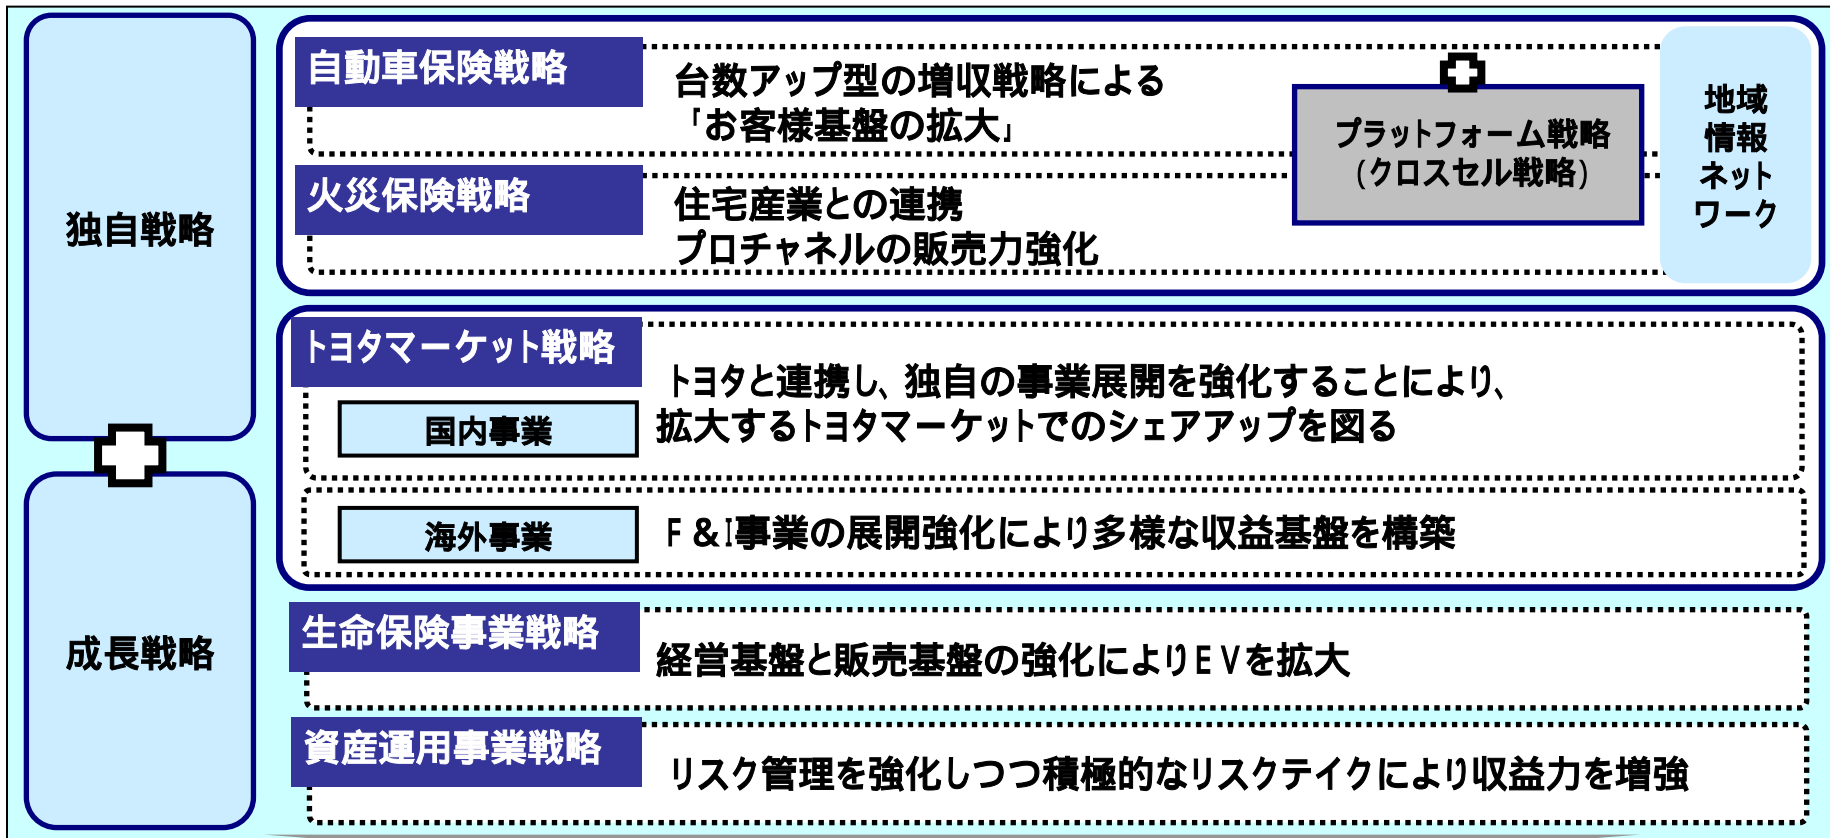 独自戦略
自動車保険戦略
台数アップ型の増収戦略による
「お客様基盤の拡大」
火災保険戦略
住宅産業との連携
プロチャネルの販売力強化
プラットフォーム戦略
(クロスセル戦略)
地域
情報
ネット
ワーク
トヨタマーケット戦略
国内事業
トヨタと連携し、独自の事業展開を強化することにより、
拡大するトヨタマーケットでのシェアアップを図る
海外事業
F&I事業の展開強化により多様な収益基盤を構築
成長戦略
生命保険事業戦略
経営基盤と販売基盤の強化によりEVを拡大
資産運用事業戦略
リスク管理を強化しつつ積極的なリスクテイクにより収益力を増強